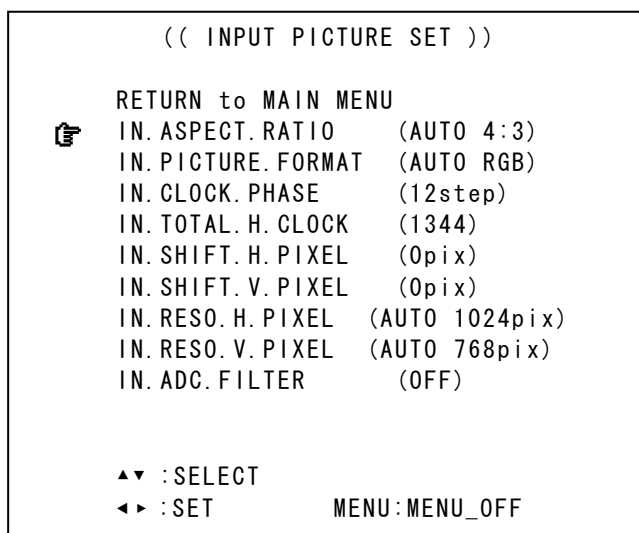 (( INPUT PICTURE SET ))
RETURN to MAIN MENU
☞ IN.ASPECT.RATIO (AUTO 4:3)
IN.PICTURE.FORMAT (AUTO RGB)
IN.CLOCK.PHASE (12step)
IN.TOTAL.H.CLOCK (1344)
IN.SHIFT.H.PIXEL (0pix)
IN.SHIFT.V.PIXEL (0pix)
IN.RESO.H.PIXEL (AUTO 1024pix)
IN.RESO.V.PIXEL (AUTO 768pix)
IN.ADC.FILTER (OFF)
▲▼ :SELECT
◀▶ :SET MENU:MENU_OFF